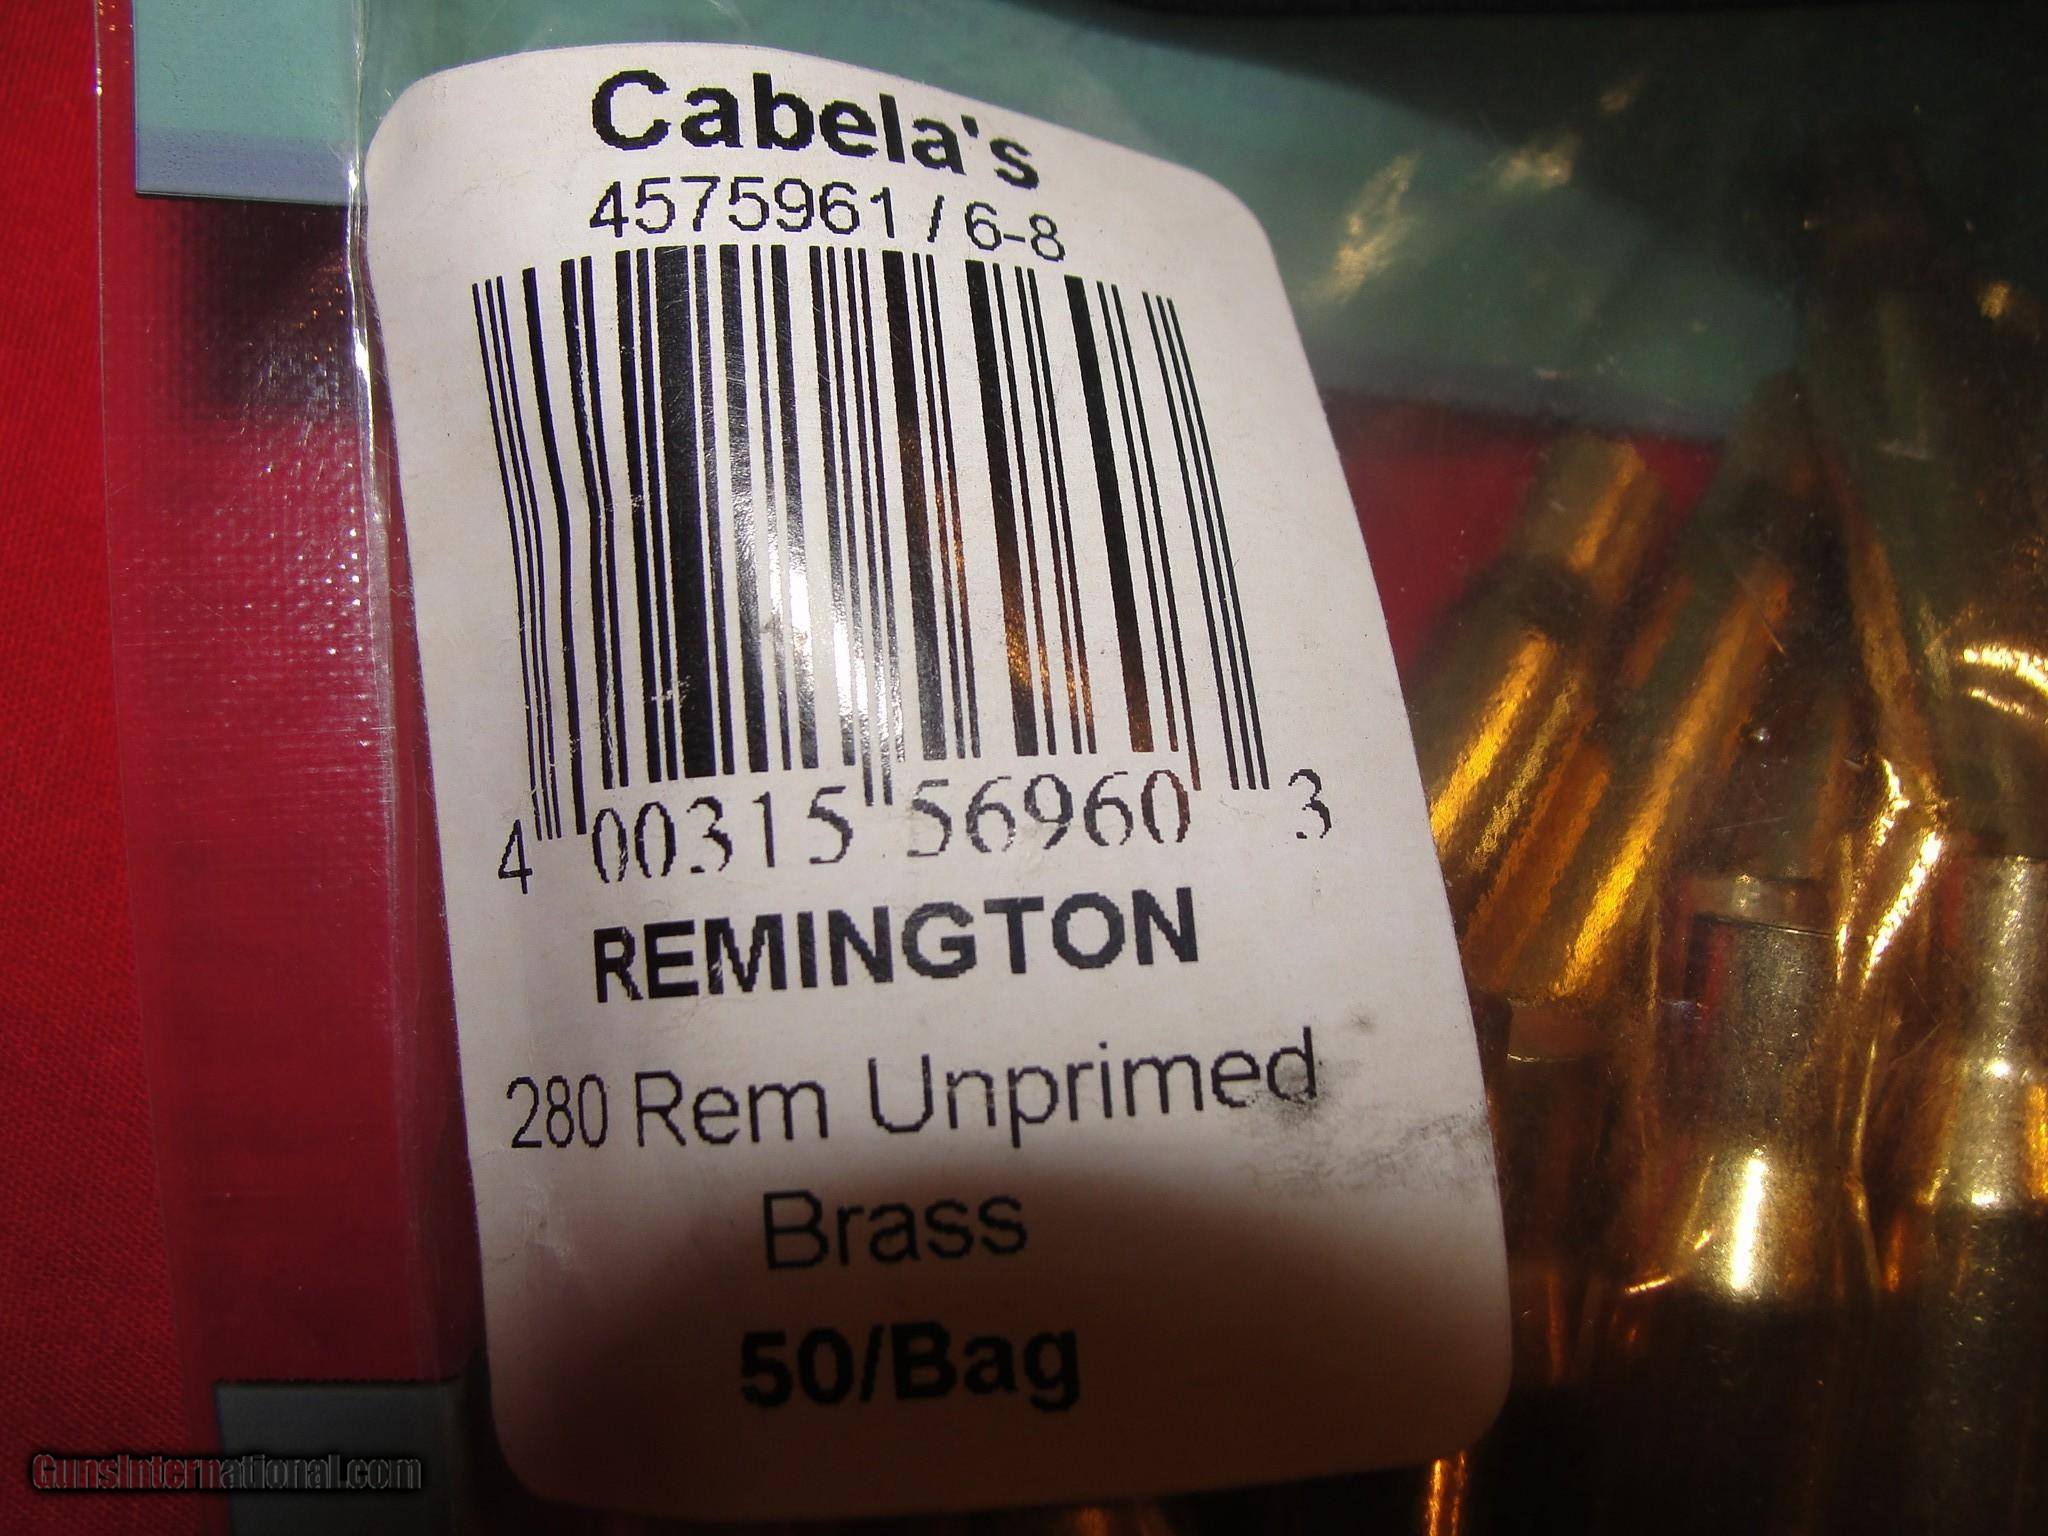 Cabela's
4575961 / 6-8
4 00315 56960 3
REMINGTON
280 Rem Unprimed
Brass
50/Bag
GunsInternational.com